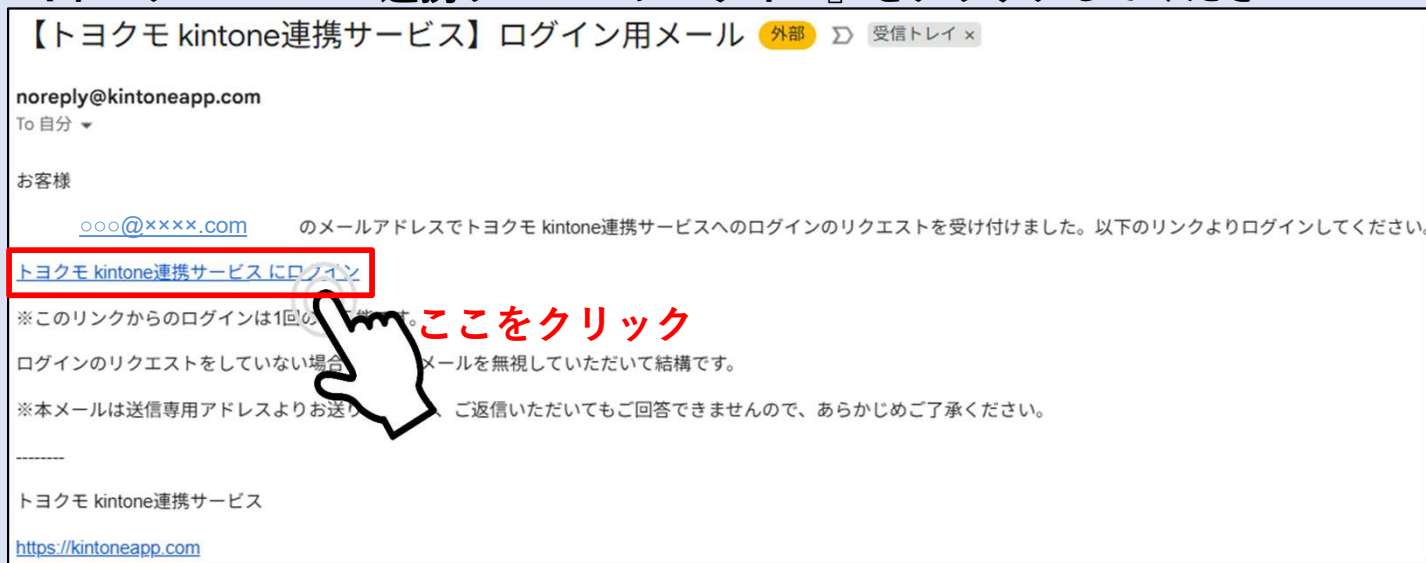 【トヨクモ kintone連携サービス】ログイン用メール 外部 受信トレイ ×
noreply@kintoneapp.com
To 自分
お客様
○○○@××××.com のメールアドレスでトヨクモ kintone連携サービスへのログインのリクエストを受け付けました。以下のリンクよりログインしてください。
トヨクモ kintone連携サービス にログイン
※このリンクからのログインは1回の す。
ここをクリック
ログインのリクエストをしていない場合 メールを無視していただいて結構です。
※本メールは送信専用アドレスよりお送り 、ご返信いただいてもご回答できませんので、あらかじめご了承ください。
--------
トヨクモ kintone連携サービス
https://kintoneapp.com